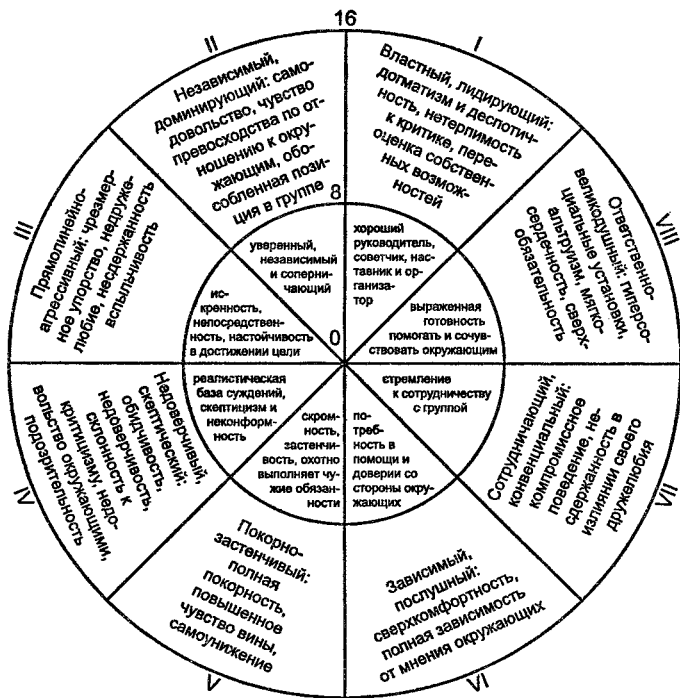 16
I
Властный, лидирующий:
догматизм и деспотич-
ность, нетерпимость
к критике, пере-
оценка собствен-
ных возмож-
ностей
II
Независимый,
доминирующий: само-
довольство, чувство
превосходства по от-
ношению к окру-
жающим, обо-
собленная пози-
ция в группе
8
III
Прямолинейно-
агрессивный: чрезмер-
ное упорство, недруже-
любие, несдержанность
вспыльчивость
VIII
Ответственно-
великодушный: гиперсо-
циальные установки,
альтруизм, мягко-
сердечность, сверх-
обязательность
уверенный,
независимый
и соперни-
чающий
хороший
руководитель,
советчик, нас-
тавник и ор-
ганиза-
тор
ис-
кренность,
непосредствен-
ность, настойчивость
в достижении цели
0
выраженная
готовность
помогать и сочув-
ствовать окружающим
реалистическая
база суждений,
скептицизм и
неконформ-
ность
стремление
к сотрудничеству
с группой
скром-
ность,
застенчи-
вость, охотно
выполняет чу-
жие обязан-
ности
по-
треб-
ность в
помощи и
доверии со
стороны окру-
жающих
IV
Недоверчивый,
скептический:
обидчивость,
недоверчивость,
склонность к
критицизму, недо-
вольство окружающими,
подозрительность
VII
Сотрудничающий,
конвенциальный:
компромиссное
поведение, не-
сдержанность в
излиянии своего
дружелюбия
V
Покорно-
застенчивый:
полная
покорность,
повышенное
чувство вины,
самоунижение
VI
Зависимый,
послушный:
сверхкомфортность,
полная зависимость
от мнения окружающих